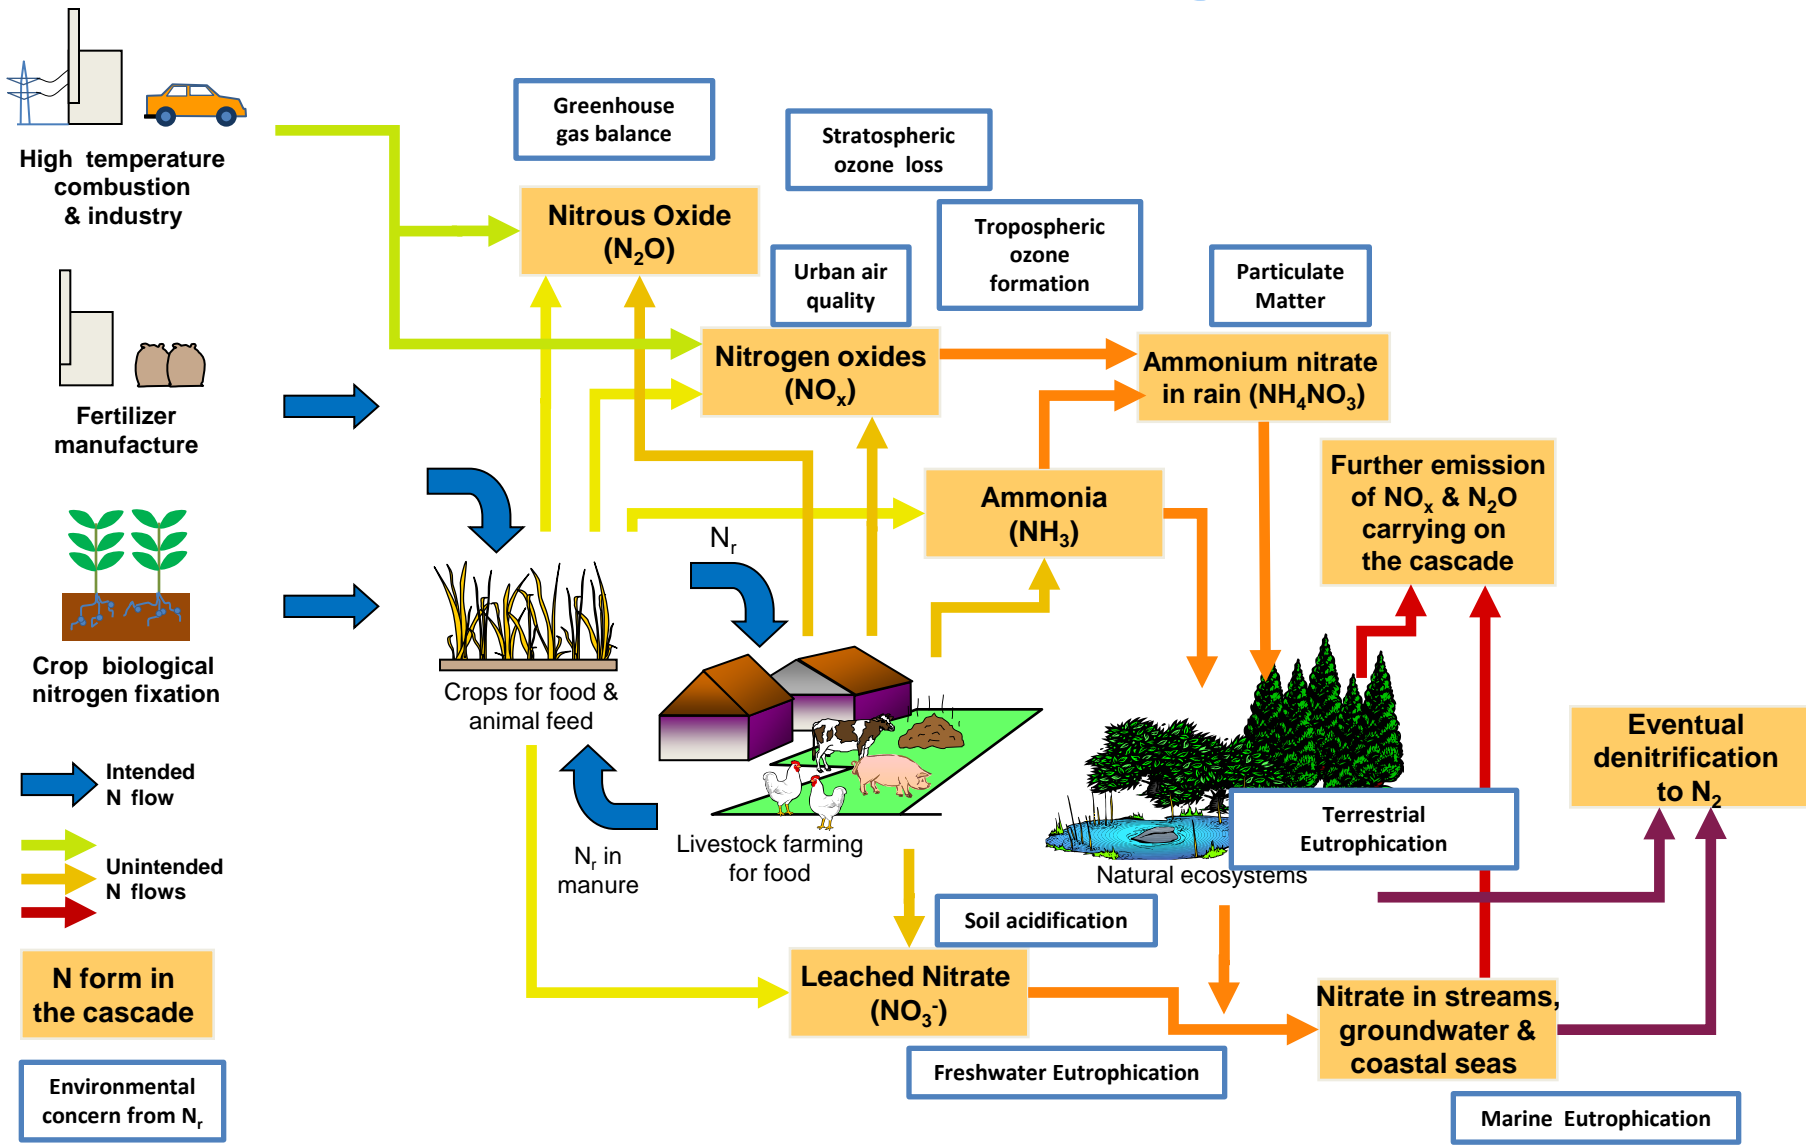 High temperature
combustion
& industry
Fertilizer
manufacture
Crop biological
nitrogen fixation
Intended
N flow
Unintended
N flows
N form in
the cascade
Environmental
concern from Nᵣ
Greenhouse
gas balance
Stratospheric
ozone loss
Tropospheric
ozone
formation
Urban air
quality
Particulate
Matter
Nitrous Oxide
(N₂O)
Nitrogen oxides
(NOₓ)
Ammonium nitrate
in rain (NH₄NO₃)
Ammonia
(NH₃)
Further emission
of NOₓ & N₂O
carrying on
the cascade
Nᵣ
Crops for food &
animal feed
Nᵣ in
manure
Livestock farming
for food
Natural ecosystems
Terrestrial
Eutrophication
Eventual
denitrification
to N₂
Soil acidification
Leached Nitrate
(NO₃⁻)
Nitrate in streams,
groundwater &
coastal seas
Freshwater Eutrophication
Marine Eutrophication